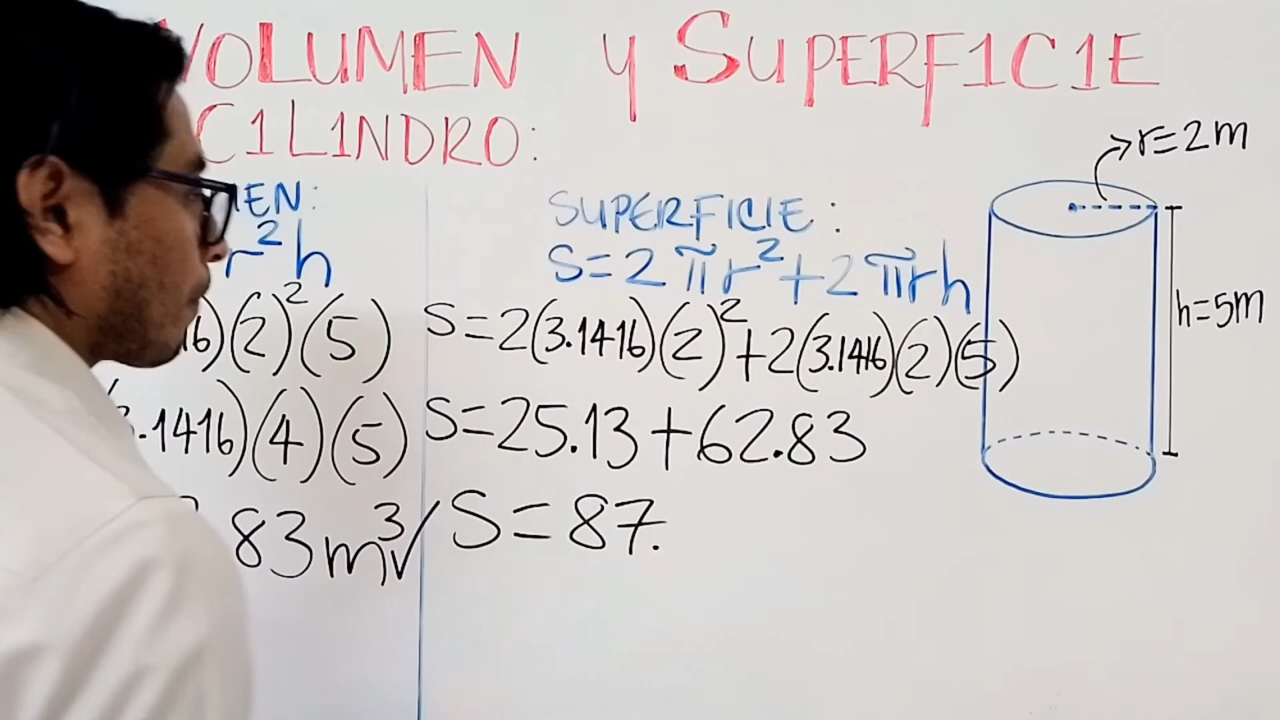 VOLUMEN Y SUPERF1C1E
C1L1NDRO:
MEN:
r²h
16)(2)²(5)
.1416)(4)(5)
83m³✓
SUPERFICIE:
S=2πr²+2πrh
S=2(3.1416)(2)²+2(3.1416)(2)(5)
S=25.13+62.83
S=87.
r=2m
h=5m